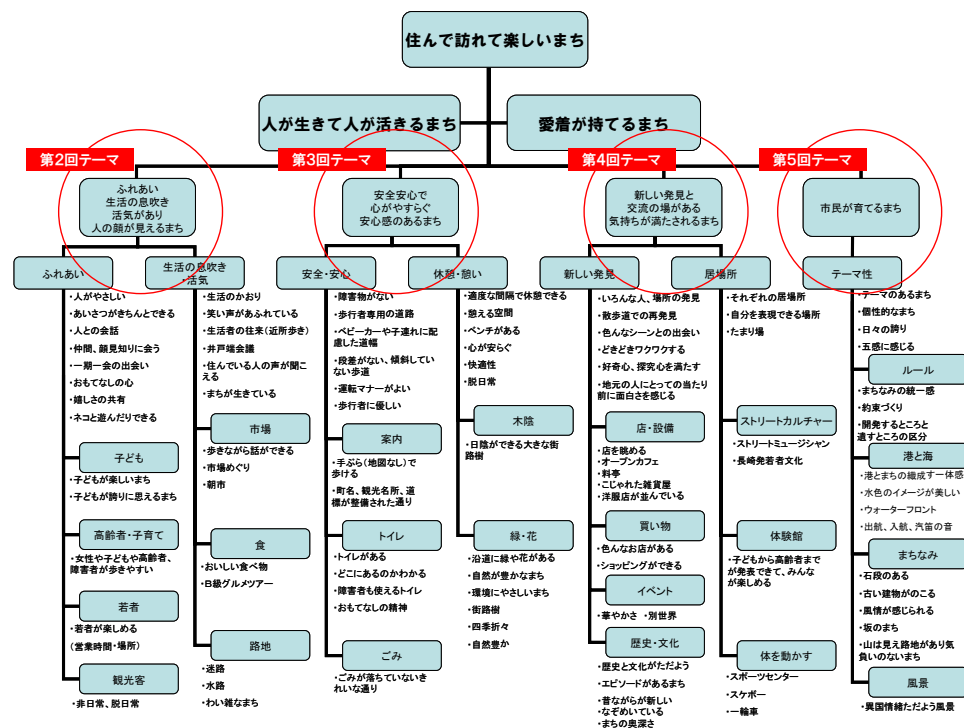 住んで訪れて楽しいまち
人が生きて人が活きるまち
愛着が持てるまち
第2回テーマ
ふれあい
生活の息吹き
活気があり
人の顔が見えるまち
ふれあい
・人がやさしい
・あいさつがきちんとできる
・人との会話
・仲間、顔見知りに会う
・一期一会の出会い
・おもてなしの心
・嬉しさの共有
・ネコと遊んだりできる
子ども
・子どもが楽しいまち
・子どもが誇りに思えるまち
高齢者・子育て
・女性や子どもや高齢者、
障害者が歩きやすい
若者
・若者が楽しめる
(営業時間・場所)
観光客
・非日常、脱日常
生活の息吹き
・活気
・生活のかおり
・笑い声があふれている
・生活者の往来(近所歩き)
・井戸端会議
・住んでいる人の声が聞こ
える
・まちが生きている
市場
・歩きながら話ができる
・市場めぐり
・朝市
食
・おいしい食べ物
・B級グルメツアー
路地
・迷路
・水路
・わい雑なまち
第3回テーマ
安全安心で
心がやすらぐ
安心感のあるまち
安全・安心
・障害物がない
・歩行者専用の道路
・ベビーカーや子連れに配
慮した道幅
・段差がない、傾斜してい
ない歩道
・運転マナーがよい
・歩行者に優しい
案内
・手ぶら(地図なし)で
歩ける
・町名、観光名所、道
標が整備された通り
トイレ
・トイレがある
・どこにあるのかわかる
・障害者も使えるトイレ
・おもてなしの精神
ごみ
・ごみが落ちていないき
れいな通り
休憩・憩い
・適度な間隔で休憩できる
・憩える空間
・ベンチがある
・心が安らぐ
・快適性
・脱日常
木陰
・日陰ができる大きな街
路樹
緑・花
・沿道に緑や花がある
・自然が豊かなまち
・環境にやさしいまち
・街路樹
・四季折々
・自然豊か
第4回テーマ
新しい発見と
交流の場がある
気持ちが満たされるまち
新しい発見
・いろんな人、場所の発見
・散歩道での再発見
・色んなシーンとの出会い
・どきどきワクワクする
・好奇心、探究心を満たす
・地元の人にとっての当たり
前に面白さを感じる
店・設備
・店を眺める
・オープンカフェ
・料亭
・こじゃれた雑貨屋
・洋服店が並んでいる
買い物
・色んなお店がある
・ショッピングができる
イベント
・華やかさ ・別世界
歴史・文化
・歴史と文化がただよう
・エピソードがあるまち
・昔ながらが新しい
・なぞめいている
・まちの奥深さ
居場所
・それぞれの居場所
・自分を表現できる場所
・たまり場
ストリートカルチャー
・ストリートミュージシャン
・長崎発若者文化
体験館
・子どもから高齢者まで
が発表できて、みんな
が楽しめる
体を動かす
・スポーツセンター
・スケボー
・一輪車
第5回テーマ
市民が育てるまち
テーマ性
・テーマのあるまち
・個性的なまち
・日々の誇り
・五感に感じる
ルール
・まちなみの統一感
・約束づくり
・開発するところと
遺すところの区分
港と海
・港とまちの織成す一体感
・水色のイメージが美しい
・ウォーターフロント
・出航、入航、汽笛の音
まちなみ
・石段のある
・古い建物がのこる
・風情が感じられる
・坂のまち
・山は見え路地があり気
負いのないまち
風景
・異国情緒ただよう風景